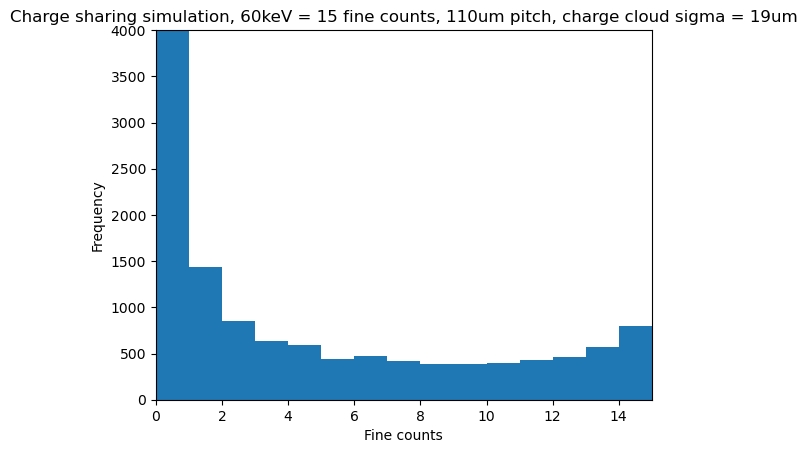 Charge sharing simulation, 60keV = 15 fine counts, 110um pitch, charge cloud sigma = 19um
4000
3500
3000
2500
2000
1500
1000
500
0
Frequency
0 2 4 6 8 10 12 14
Fine counts